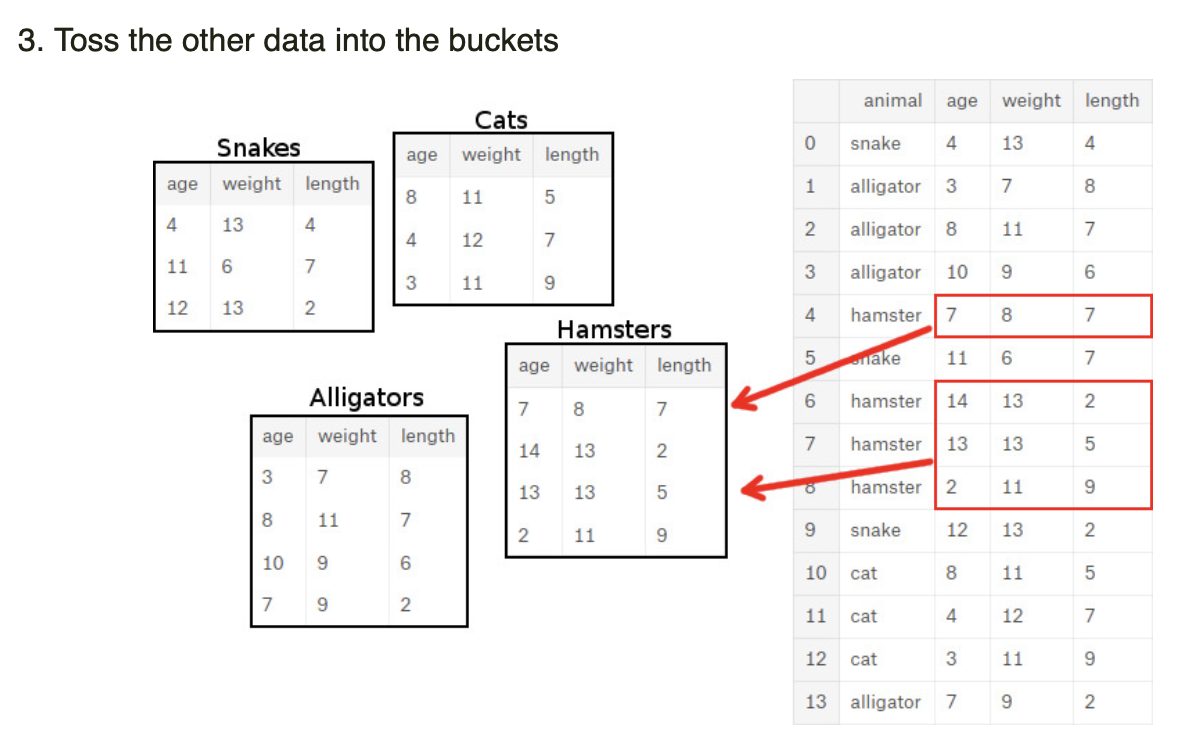 3. Toss the other data into the buckets
Snakes
age weight length
4 13 4
11 6 7
12 13 2
Cats
age weight length
8 11 5
4 12 7
3 11 9
Alligators
age weight length
3 7 8
8 11 7
10 9 6
7 9 2
Hamsters
age weight length
7 8 7
14 13 2
13 13 5
2 11 9
animal age weight length
0 snake 4 13 4
1 alligator 3 7 8
2 alligator 8 11 7
3 alligator 10 9 6
4 hamster 7 8 7
5 snake 11 6 7
6 hamster 14 13 2
7 hamster 13 13 5
8 hamster 2 11 9
9 snake 12 13 2
10 cat 8 11 5
11 cat 4 12 7
12 cat 3 11 9
13 alligator 7 9 2